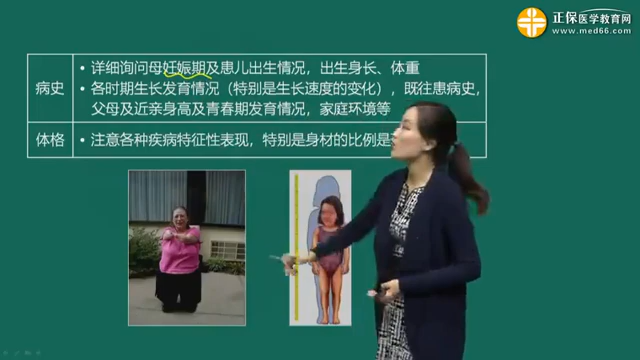 正保医学教育网
www.med66.com
病史
• 详细询问母妊娠期及患儿出生情况，出生身长、体重
• 各时期生长发育情况（特别是生长速度的变化），既往患病史，
父母及近亲身高及青春期发育情况，家庭环境等
体格
• 注意各种疾病特征性表现，特别是身材的比例是